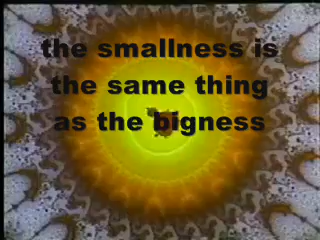 the smallness is
the same thing
as the bigness